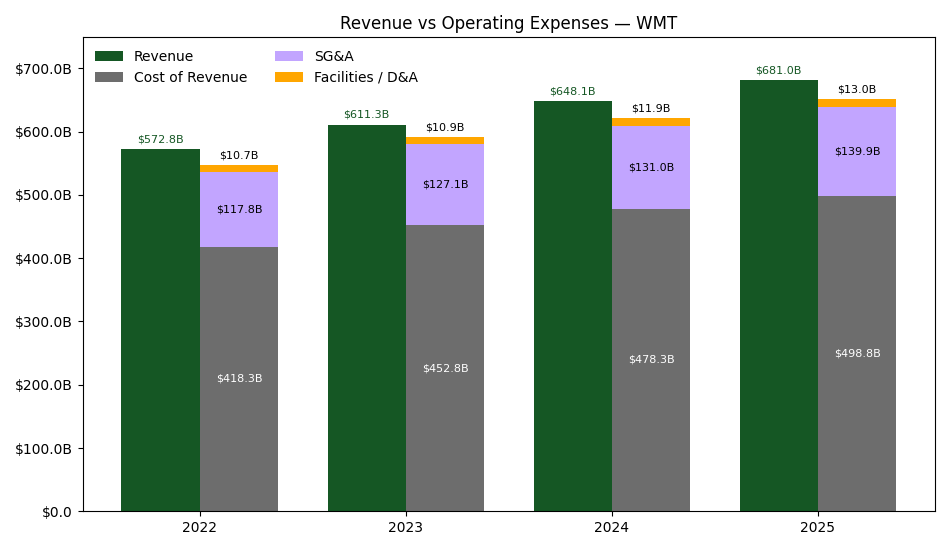 Revenue vs Operating Expenses — WMT
Revenue
Cost of Revenue
SG&A
Facilities / D&A
$700.0B
$600.0B
$500.0B
$400.0B
$300.0B
$200.0B
$100.0B
$0.0
$572.8B
$10.7B
$117.8B
$418.3B
$611.3B
$10.9B
$127.1B
$452.8B
$648.1B
$11.9B
$131.0B
$478.3B
$681.0B
$13.0B
$139.9B
$498.8B
2022
2023
2024
2025